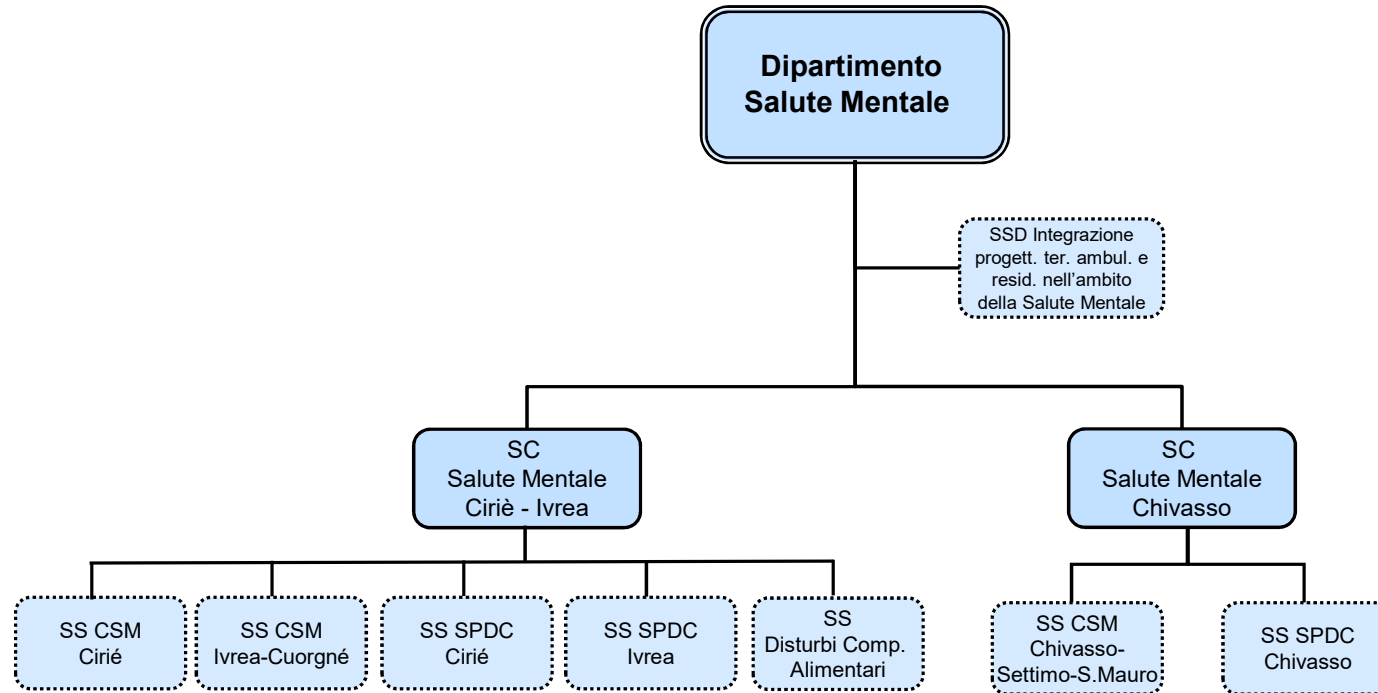 Dipartimento
Salute Mentale
SSD Integrazione
progett. ter. ambul. e
resid. nell'ambito
della Salute Mentale
SC
Salute Mentale
Ciriè - Ivrea
SC
Salute Mentale
Chivasso
SS CSM
Cirié
SS CSM
Ivrea-Cuorgné
SS SPDC
Cirié
SS SPDC
Ivrea
SS
Disturbi Comp.
Alimentari
SS CSM
Chivasso-
Settimo-S.Mauro
SS SPDC
Chivasso